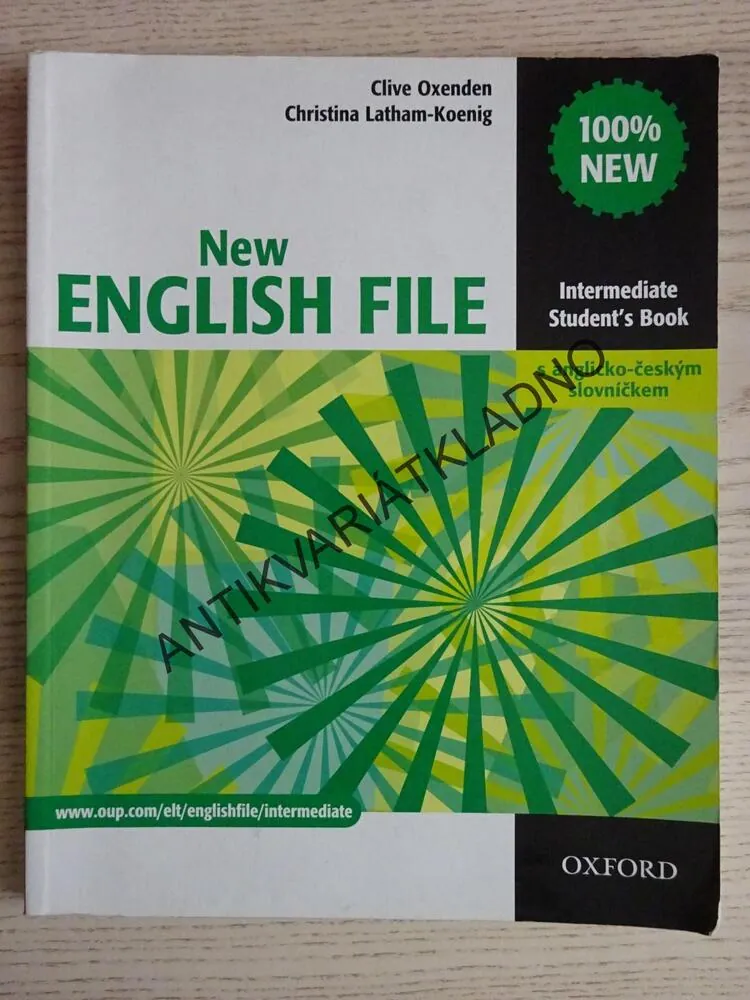 Clive Oxenden
Christina Latham-Koenig
100%
NEW
New
ENGLISH FILE
Intermediate
Student's Book
s anglicko-českým
slovníčkem
ANTIKVARIÁTKLADNO
www.oup.com/elt/englishfile/intermediate
OXFORD